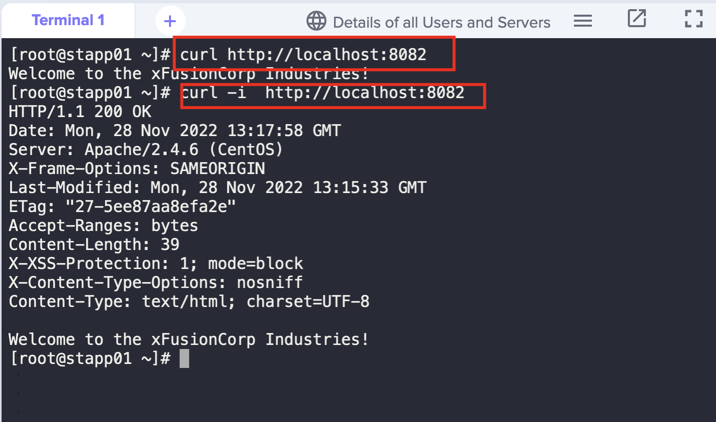 Terminal 1
+
Details of all Users and Servers
[root@stapp01 ~]# curl http://localhost:8082
Welcome to the xFusionCorp Industries!
[root@stapp01 ~]# curl -i  http://localhost:8082
HTTP/1.1 200 OK
Date: Mon, 28 Nov 2022 13:17:58 GMT
Server: Apache/2.4.6 (CentOS)
X-Frame-Options: SAMEORIGIN
Last-Modified: Mon, 28 Nov 2022 13:15:33 GMT
ETag: "27-5ee87aa8efa2e"
Accept-Ranges: bytes
Content-Length: 39
X-XSS-Protection: 1; mode=block
X-Content-Type-Options: nosniff
Content-Type: text/html; charset=UTF-8
Welcome to the xFusionCorp Industries!
[root@stapp01 ~]#